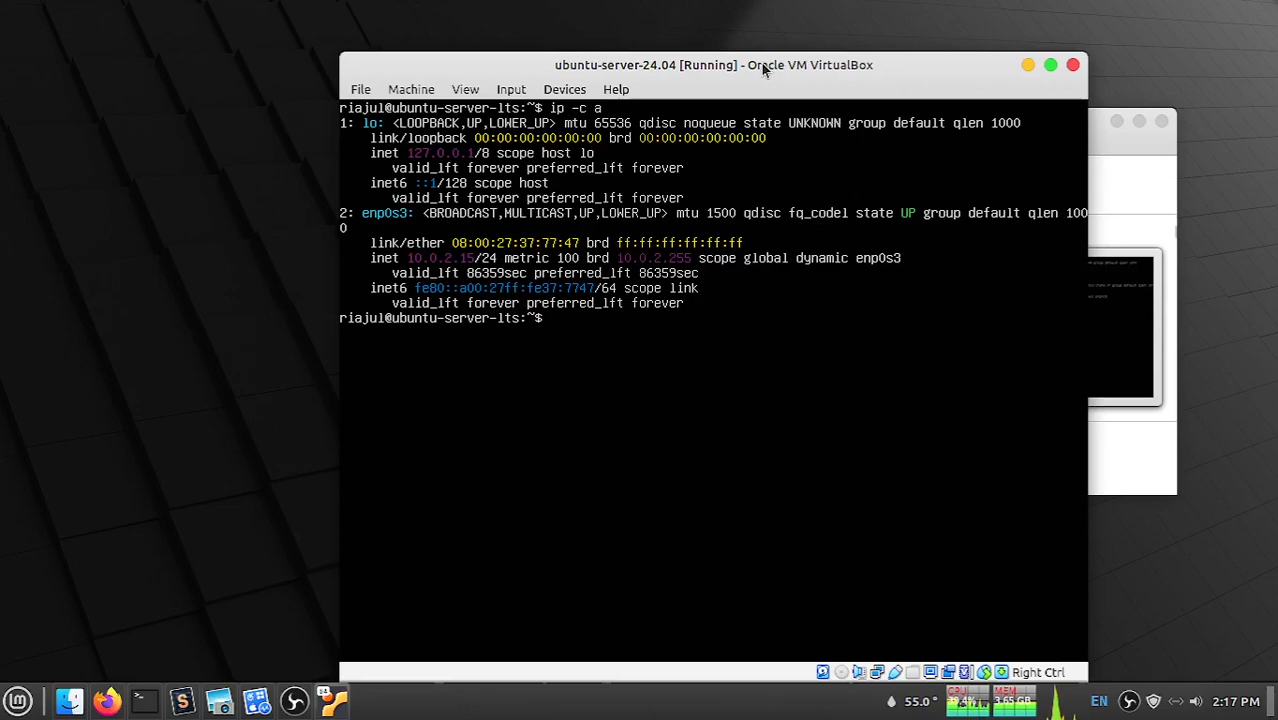 ubuntu-server-24.04 [Running] - Oracle VM VirtualBox
File Machine View Input Devices Help
riajul@ubuntu-server-lts:~$ ip -c a
1: lo: <LOOPBACK,UP,LOWER_UP> mtu 65536 qdisc noqueue state UNKNOWN group default qlen 1000
link/loopback 00:00:00:00:00:00 brd 00:00:00:00:00:00
inet 127.0.0.1/8 scope host lo
valid_lft forever preferred_lft forever
inet6 ::1/128 scope host
valid_lft forever preferred_lft forever
2: enp0s3: <BROADCAST,MULTICAST,UP,LOWER_UP> mtu 1500 qdisc fq_codel state UP group default qlen 100
0
link/ether 08:00:27:37:77:47 brd ff:ff:ff:ff:ff:ff
inet 10.0.2.15/24 metric 100 brd 10.0.2.255 scope global dynamic enp0s3
valid_lft 86359sec preferred_lft 86359sec
inet6 fe80::a00:27ff:fe37:7747/64 scope link
valid_lft forever preferred_lft forever
riajul@ubuntu-server-lts:~$
Right Ctrl
55.0°
CPU
MEM
3.65 GB
EN
2:17 PM